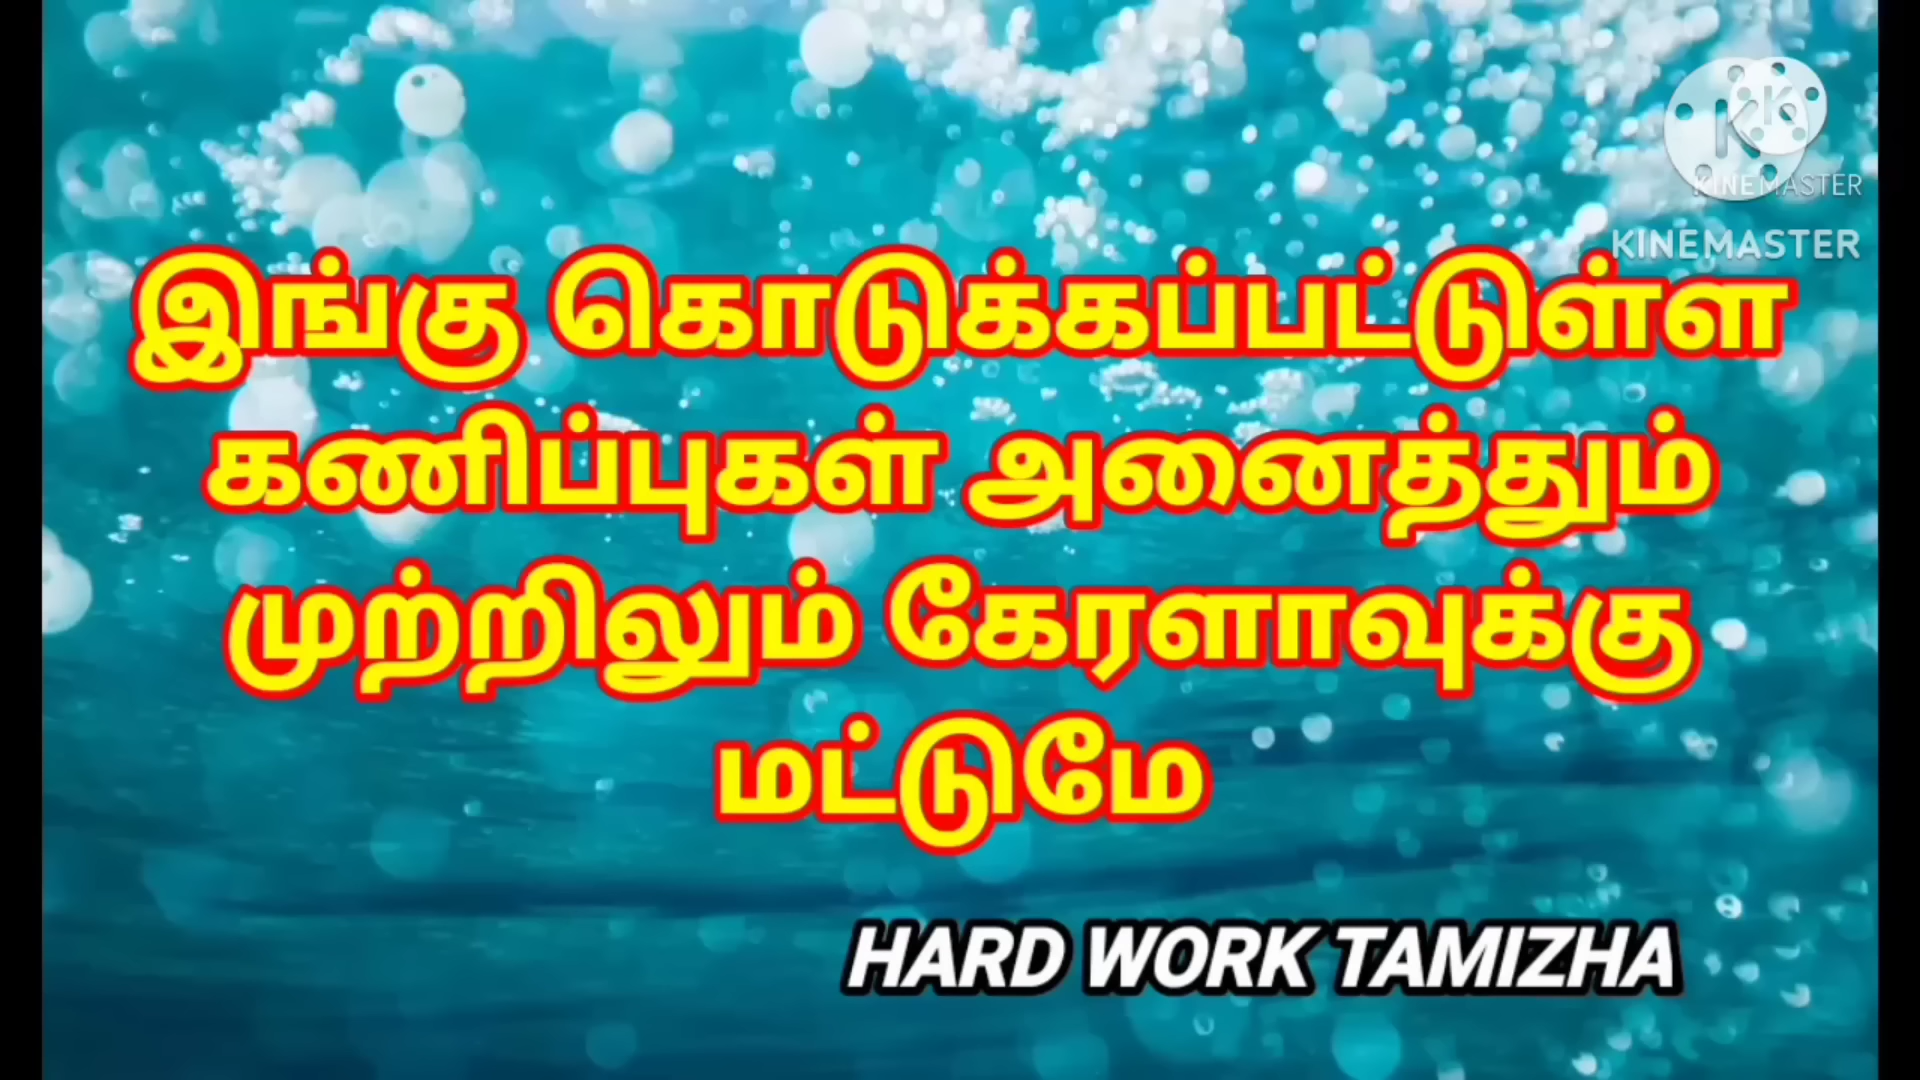 KINEMASTER
KINEMASTER
இங்கு கொடுக்கப்பட்டுள்ள
கணிப்புகள் அனைத்தும்
முற்றிலும் கேரளாவுக்கு
மட்டுமே
HARD WORK TAMIZHA